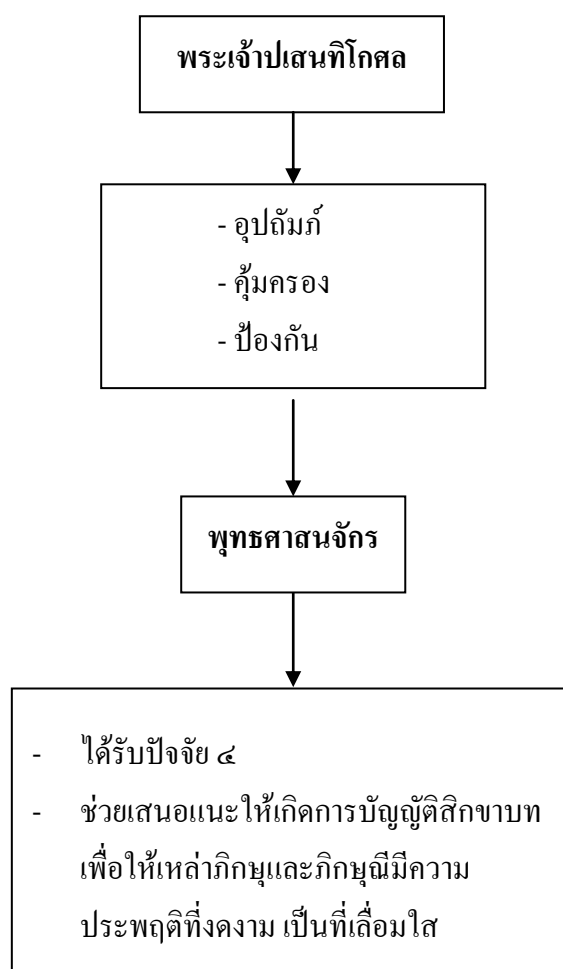 พระเจ้าปเสนทิโกศล
- อุปถัมภ์
- คุ้มครอง
- ป้องกัน
พุทธศาสนจักร
- ได้รับปัจจัย ๔
- ช่วยเสนอแนะให้เกิดการบัญญัติสิกขาบท
เพื่อให้เหล่าภิกษุและภิกษุณีมีความ
ประพฤติที่งดงาม เป็นที่เลื่อมใส